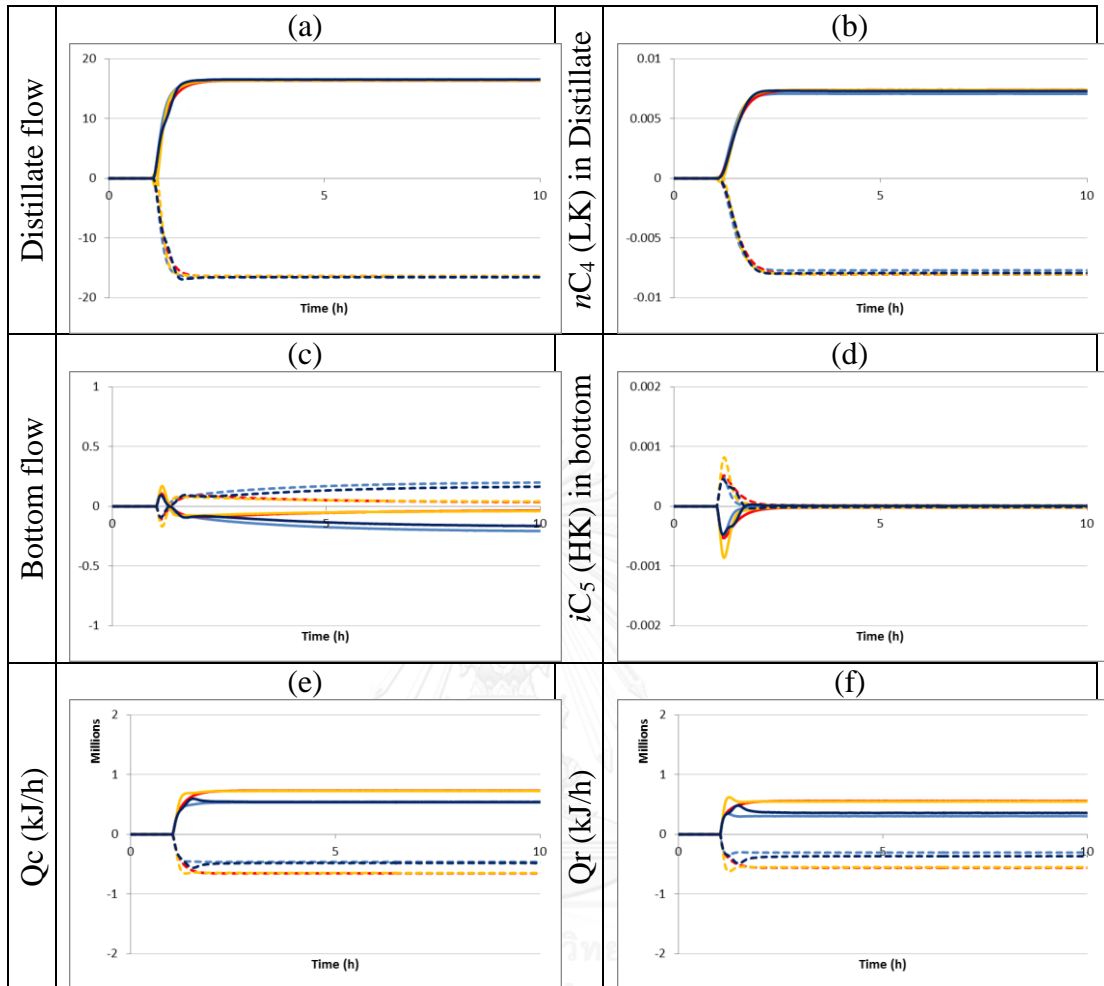 (a)
(b)
Distillate flow
20
10
0
-10
-20
0
5
10
Time (h)
nC4 (LK) in Distillate
0.01
0.005
0
-0.005
-0.01
0
5
10
Time (h)
(c)
(d)
Bottom flow
1
0.5
0
-0.5
-1
0
5
10
Time (h)
iC5 (HK) in bottom
0.002
0.001
0
-0.001
-0.002
0
5
10
Time (h)
(e)
(f)
Qc (kJ/h)
Millions
2
1
0
-1
-2
0
5
10
Time (h)
Qr (kJ/h)
Millions
2
1
0
-1
-2
0
5
10
Time (h)